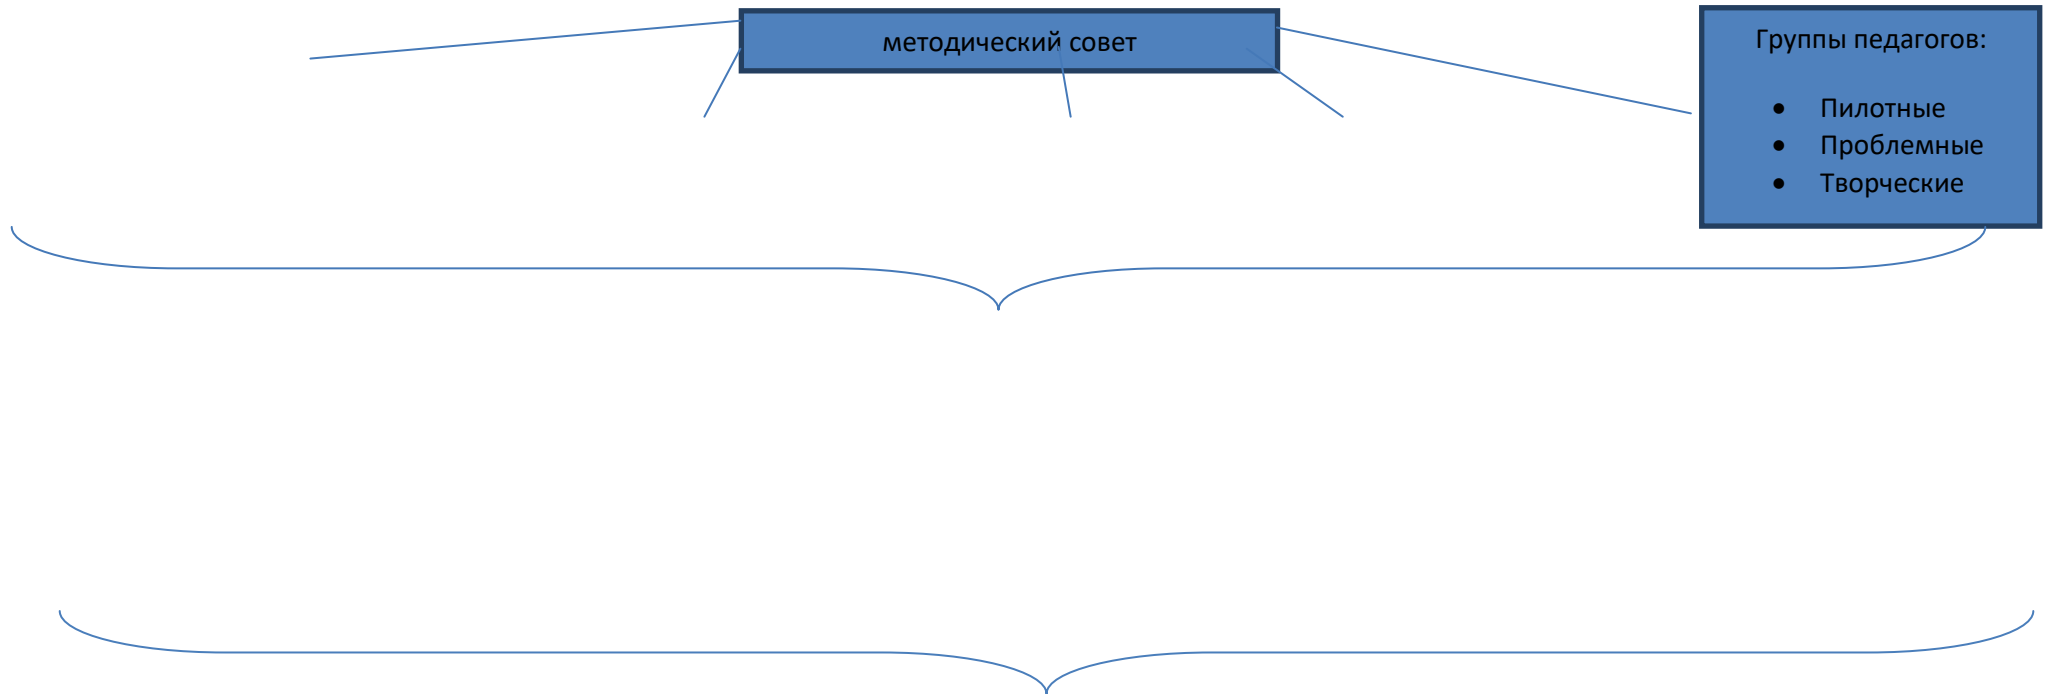 методический совет
Группы педагогов:
• Пилотные
• Проблемные
• Творческие